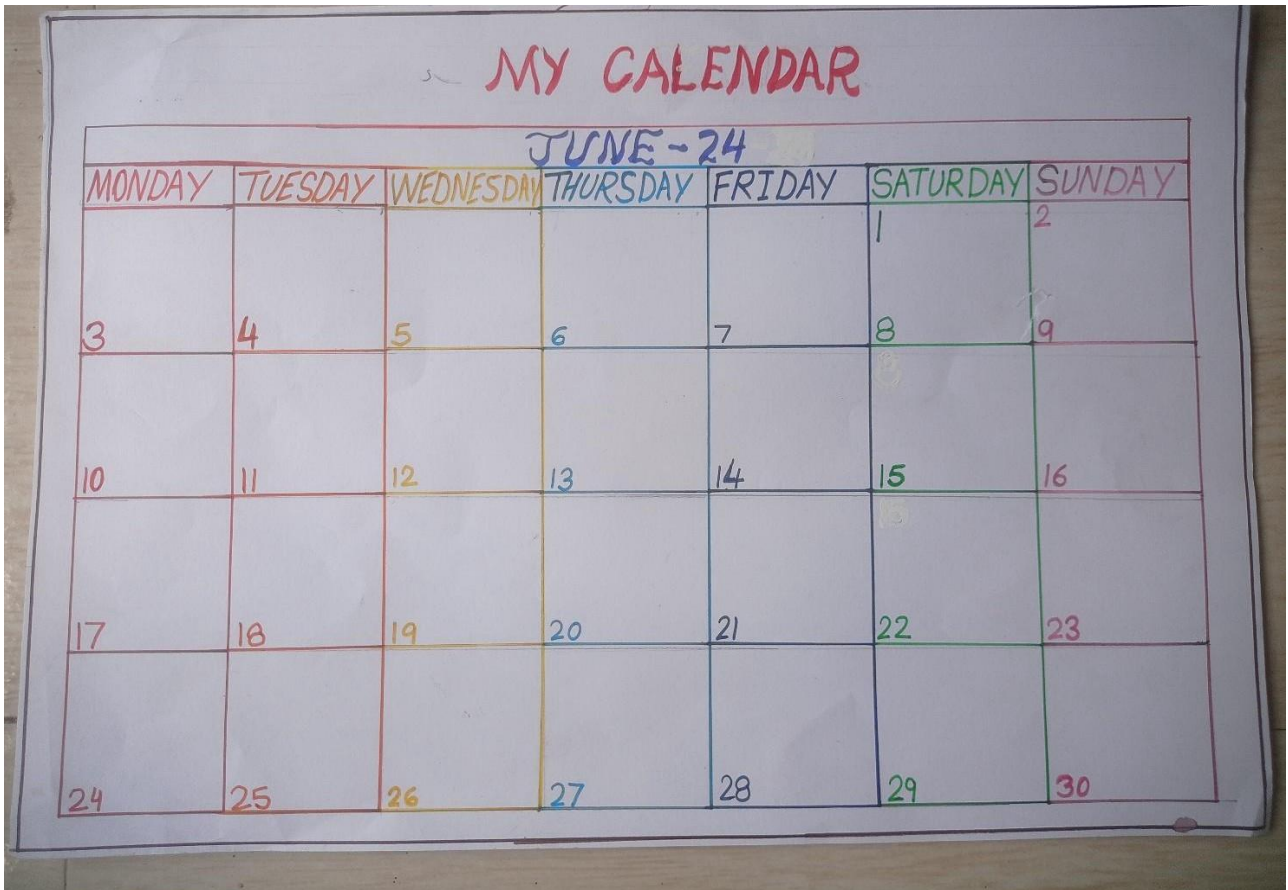 MY CALENDAR
JUNE-24
MONDAY TUESDAY WEDNESDAY THURSDAY FRIDAY SATURDAY SUNDAY
1 2
3 4 5 6 7 8 9
10 11 12 13 14 15 16
17 18 19 20 21 22 23
24 25 26 27 28 29 30